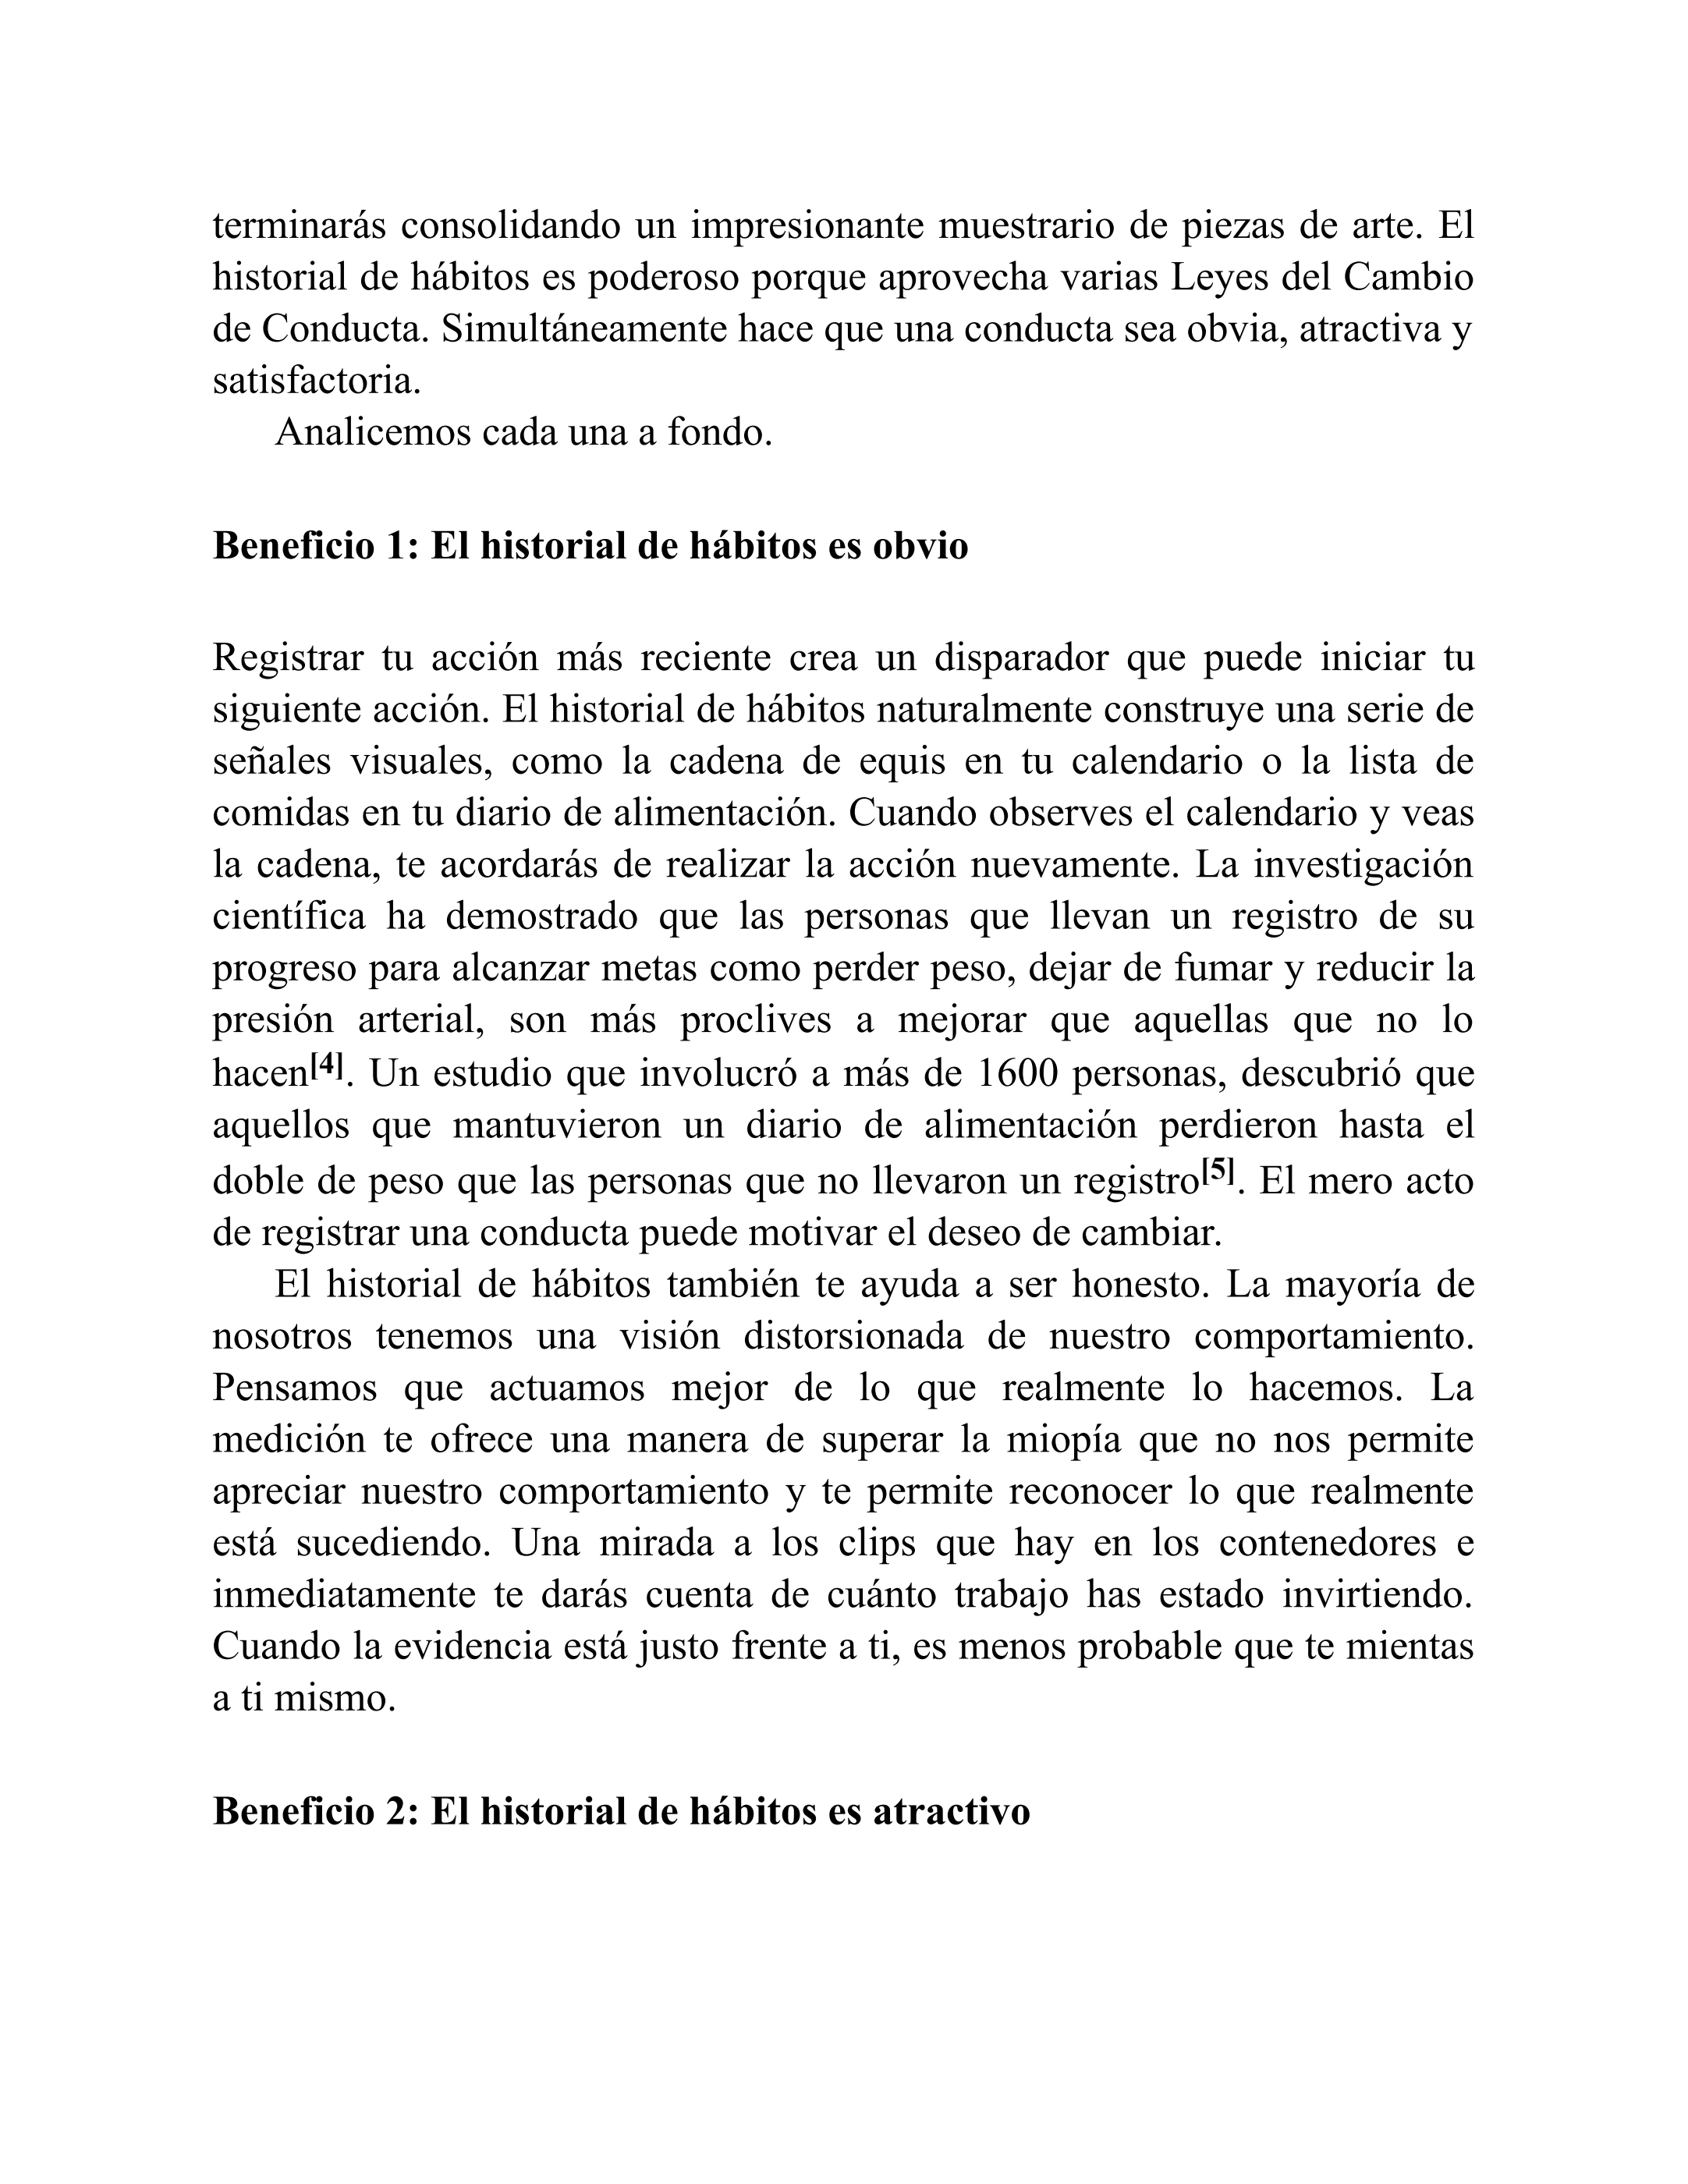 terminarás consolidando un impresionante muestrario de piezas de arte. El
historial de hábitos es poderoso porque aprovecha varias Leyes del Cambio
de Conducta. Simultáneamente hace que una conducta sea obvia, atractiva y
satisfactoria.
Analicemos cada una a fondo.
Beneficio 1: El historial de hábitos es obvio
Registrar tu acción más reciente crea un disparador que puede iniciar tu
siguiente acción. El historial de hábitos naturalmente construye una serie de
señales visuales, como la cadena de equis en tu calendario o la lista de
comidas en tu diario de alimentación. Cuando observes el calendario y veas
la cadena, te acordarás de realizar la acción nuevamente. La investigación
científica ha demostrado que las personas que llevan un registro de su
progreso para alcanzar metas como perder peso, dejar de fumar y reducir la
presión arterial, son más proclives a mejorar que aquellas que no lo
hacen[4]. Un estudio que involucró a más de 1600 personas, descubrió que
aquellos que mantuvieron un diario de alimentación perdieron hasta el
doble de peso que las personas que no llevaron un registro[5]. El mero acto
de registrar una conducta puede motivar el deseo de cambiar.
El historial de hábitos también te ayuda a ser honesto. La mayoría de
nosotros tenemos una visión distorsionada de nuestro comportamiento.
Pensamos que actuamos mejor de lo que realmente lo hacemos. La
medición te ofrece una manera de superar la miopía que no nos permite
apreciar nuestro comportamiento y te permite reconocer lo que realmente
está sucediendo. Una mirada a los clips que hay en los contenedores e
inmediatamente te darás cuenta de cuánto trabajo has estado invirtiendo.
Cuando la evidencia está justo frente a ti, es menos probable que te mientas
a ti mismo.
Beneficio 2: El historial de hábitos es atractivo